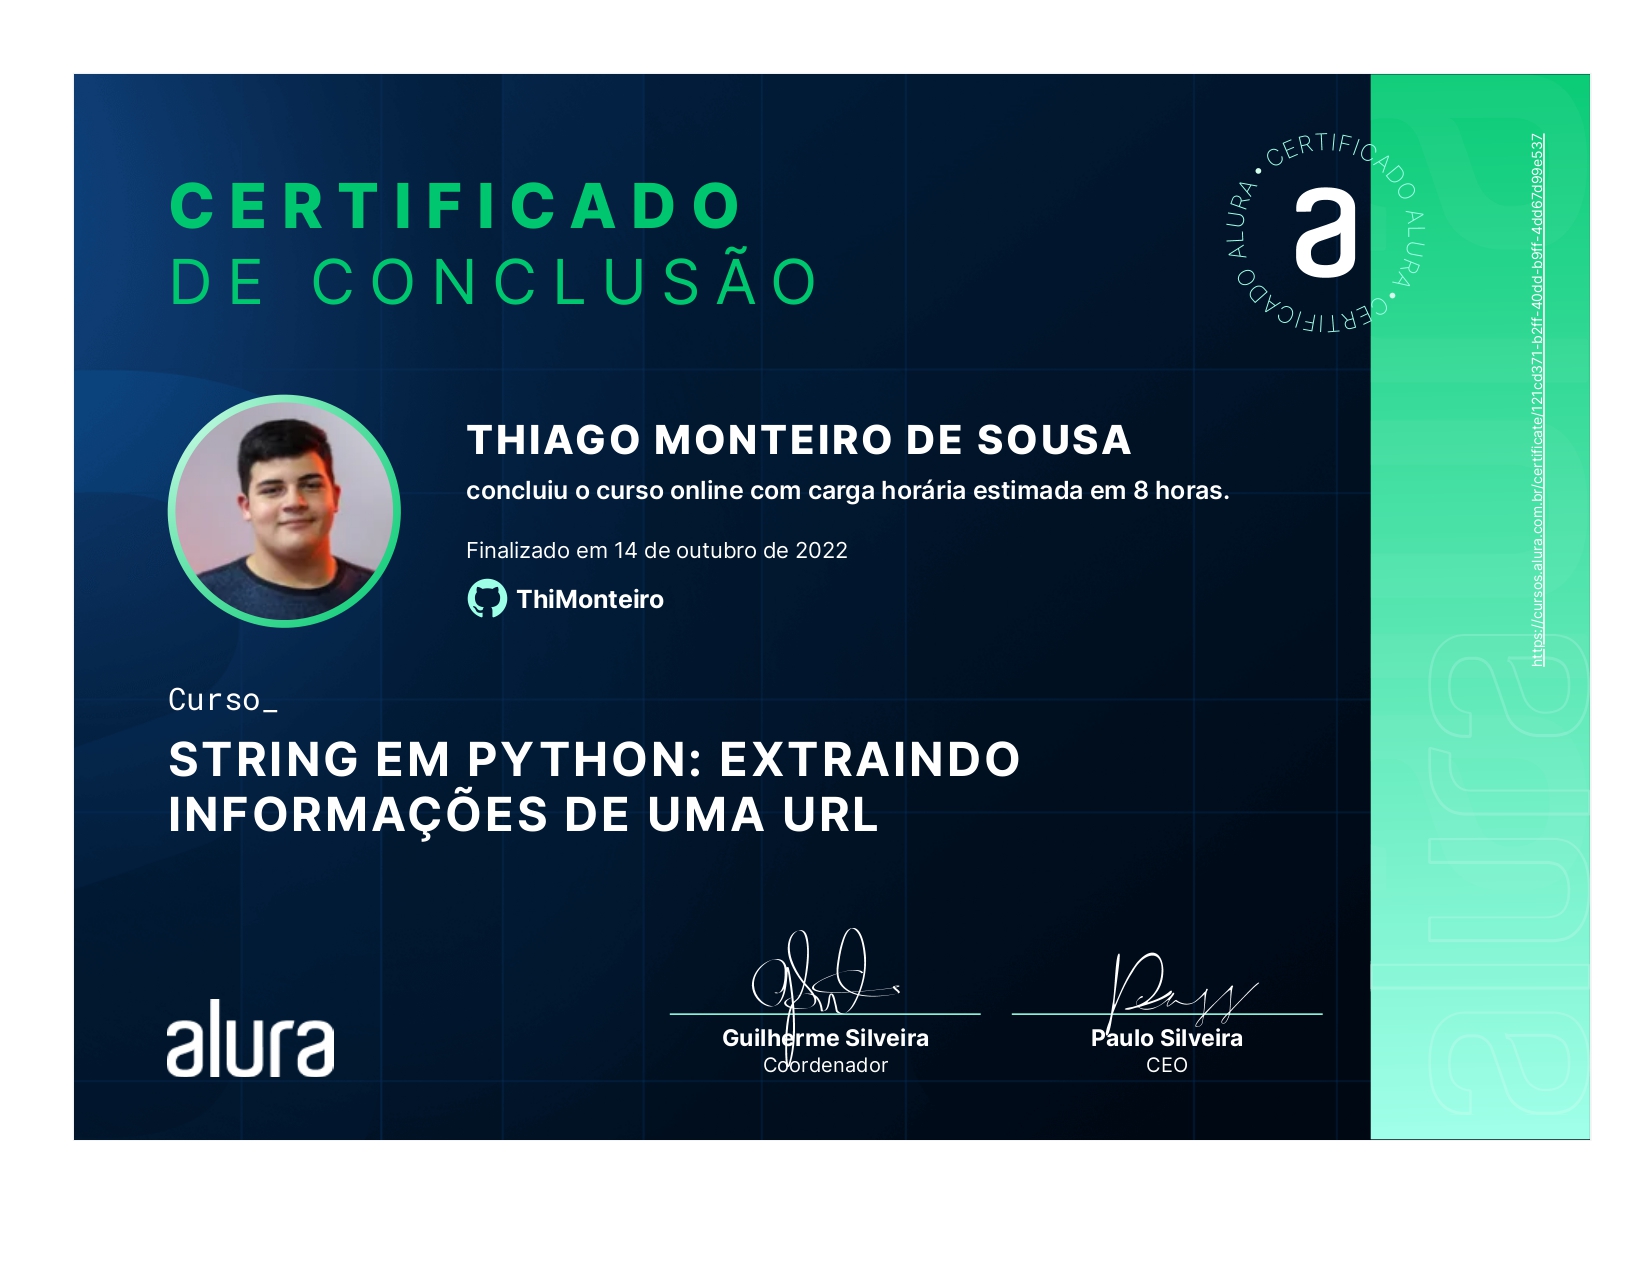 CERTIFICADO
DE CONCLUSÃO
• CERTIFICADO ALURA • CERTIFICADO ALURA
a
https://cursos.alura.com.br/certificate/121cd371-b2ff-40dd-b9ff-4dd67d99e537
THIAGO MONTEIRO DE SOUSA
concluiu o curso online com carga horária estimada em 8 horas.
Finalizado em 14 de outubro de 2022
ThiMonteiro
Curso_
STRING EM PYTHON: EXTRAINDO
INFORMAÇÕES DE UMA URL
alura
Guilherme Silveira
Coordenador
Paulo Silveira
CEO
alura